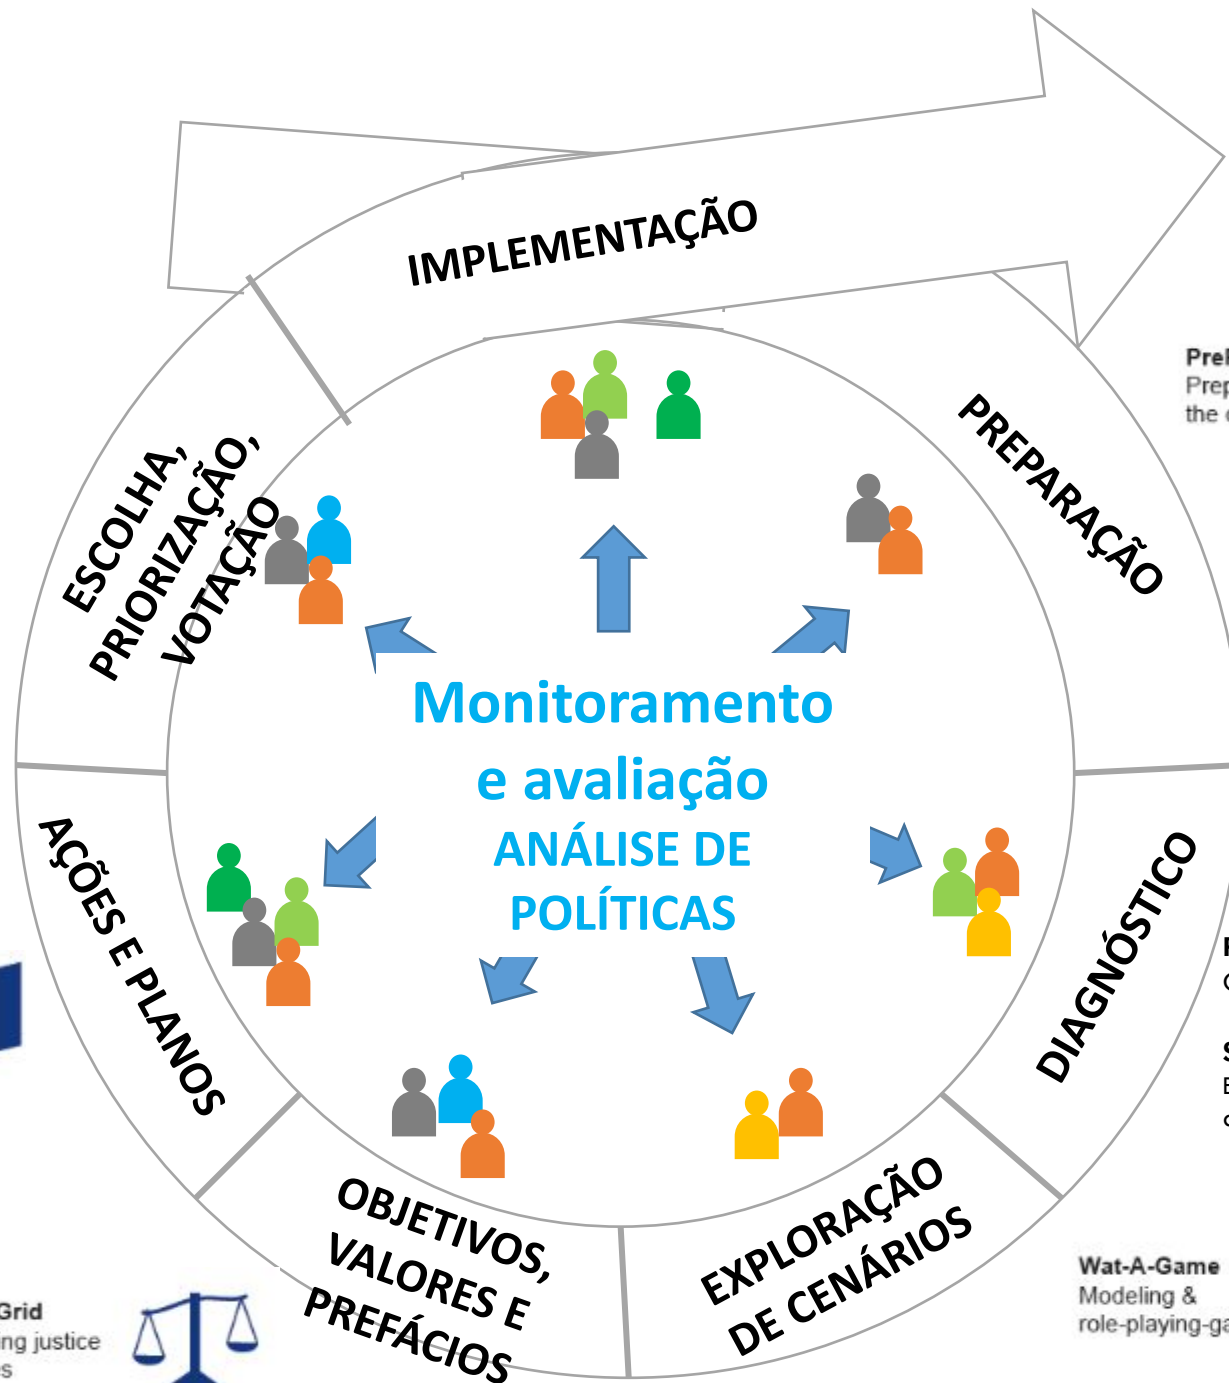 IMPLEMENTAÇÃO
PREPARAÇÃO
ESCOLHA,
PRIORIZAÇÃO,
VOTAÇÃO
Monitoramento
e avaliação
ANÁLISE DE
POLÍTICAS
DIAGNÓSTICO
AÇÕES E PLANOS
OBJETIVOS,
VALORES E
PREFÁCIOS
EXPLORAÇÃO
DE CENÁRIOS
the
Grid
justice
Wat-A-Game
Modeling &